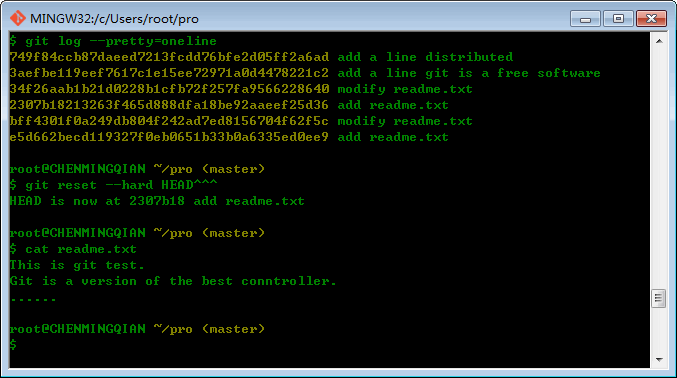 MINGW32:/c/Users/root/pro
$ git log --pretty=oneline
749f84ccb87daeed7213fcdd76bfe2d05ff2a6ad add a line distributed
3aefbe119eef7617c1e15ee72971a0d4478221c2 add a line git is a free software
34f26aab1b21d0228b1cfb72f257fa9566228640 modify readme.txt
2307b18213263f465d888dfa18be92aaeef25d36 add readme.txt
bff4301f0a249db804f242ad7ed8156704f62f5c modify readme.txt
e5d662becd119327f0eb0651b33b0a6335ed0ee9 add readme.txt
root@CHENMINGQIAN ~/pro (master)
$ git reset --hard HEAD^^^
HEAD is now at 2307b18 add readme.txt
root@CHENMINGQIAN ~/pro (master)
$ cat readme.txt
This is git test.
Git is a version of the best conntroller.
......
root@CHENMINGQIAN ~/pro (master)
$